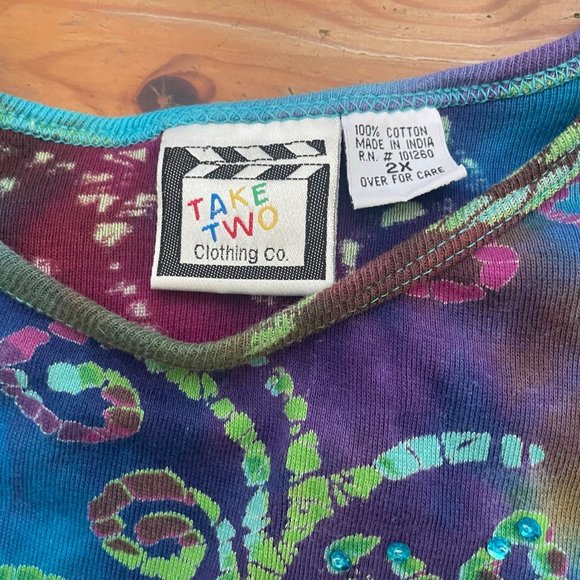 TAKE
TWO
Clothing Co.
100% COTTON
MADE IN INDIA
R.N. # 101260
2X
OVER FOR CARE